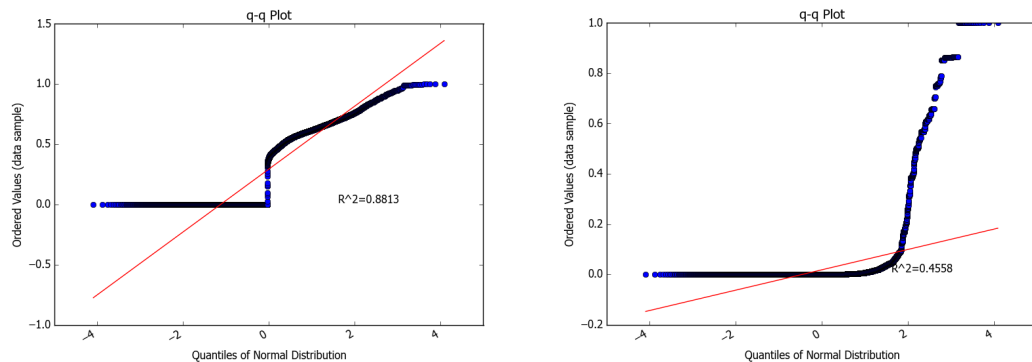 q-q Plot
1.5
1.0
0.5
0.0
−0.5
−1.0
Ordered Values (data sample)
R^2=0.8813
−4
−2
0
2
4
Quantiles of Normal Distribution
q-q Plot
1.0
0.8
0.6
0.4
0.2
0.0
−0.2
Ordered Values (data sample)
R^2=0.4558
−4
−2
0
2
4
Quantiles of Normal Distribution